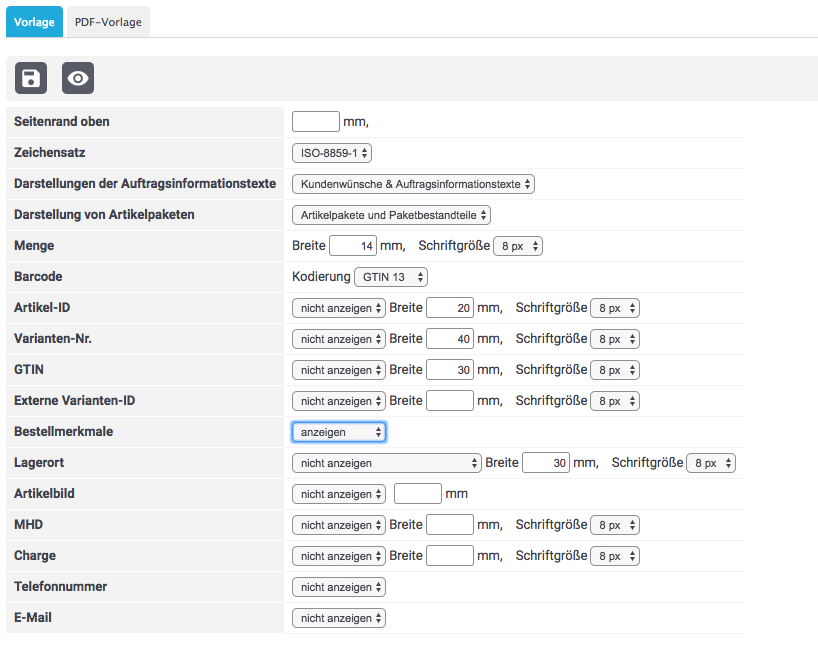 Vorlage PDF-Vorlage
Seitenrand oben mm,
Zeichensatz ISO-8859-1
Darstellungen der Auftragsinformationstexte Kundenwünsche & Auftragsinformationstexte
Darstellung von Artikelpaketen Artikelpakete und Paketbestandteile
Menge Breite 14 mm, Schriftgröße 8 px
Barcode Kodierung GTIN 13
Artikel-ID nicht anzeigen Breite 20 mm, Schriftgröße 8 px
Varianten-Nr. nicht anzeigen Breite 40 mm, Schriftgröße 8 px
GTIN nicht anzeigen Breite 30 mm, Schriftgröße 8 px
Externe Varianten-ID nicht anzeigen Breite mm, Schriftgröße 8 px
Bestellmerkmale anzeigen
Lagerort nicht anzeigen Breite 30 mm, Schriftgröße 8 px
Artikelbild nicht anzeigen mm
MHD nicht anzeigen Breite mm, Schriftgröße 8 px
Charge nicht anzeigen Breite mm, Schriftgröße 8 px
Telefonnummer nicht anzeigen
E-Mail nicht anzeigen